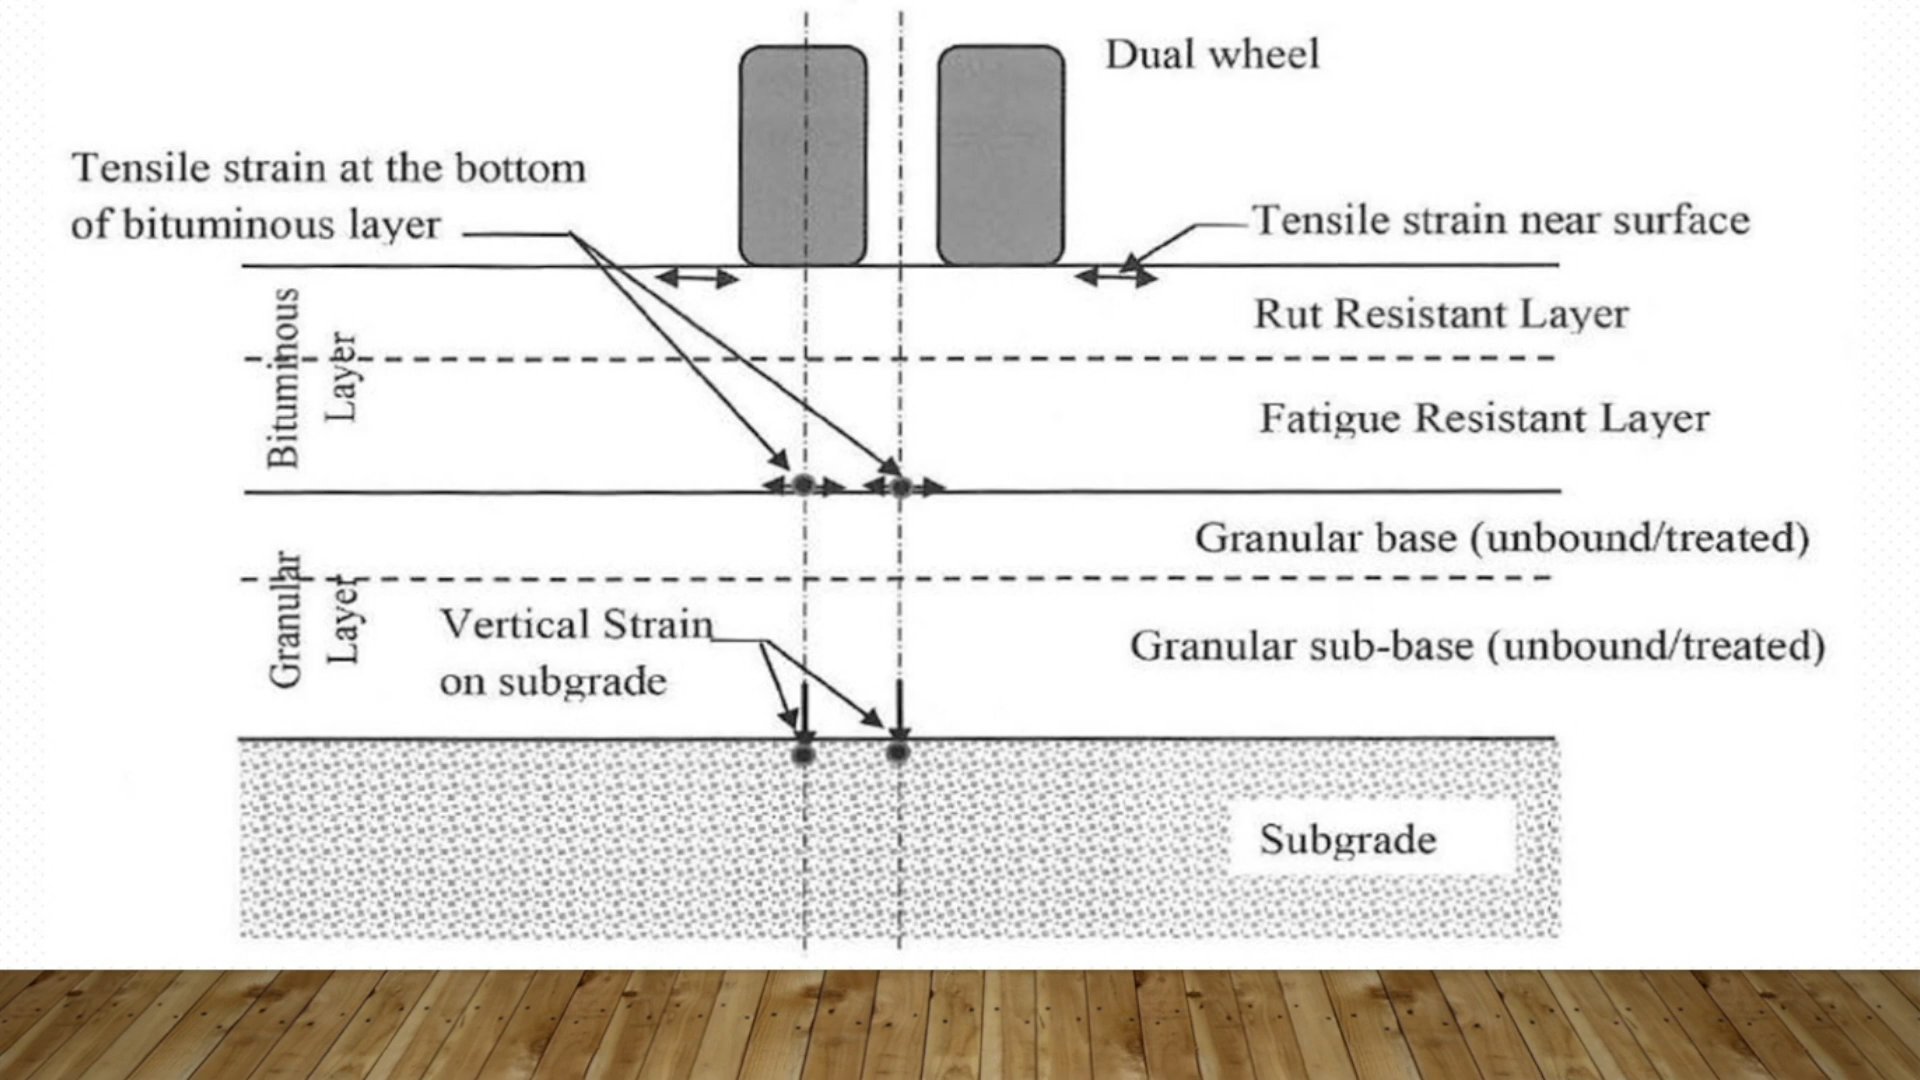 Dual wheel
Tensile strain at the bottom
of bituminous layer
Tensile strain near surface
Bituminous
Layer
Rut Resistant Layer
Fatigue Resistant Layer
Granular base (unbound/treated)
Granular
Layer
Vertical Strain
on subgrade
Granular sub-base (unbound/treated)
Subgrade